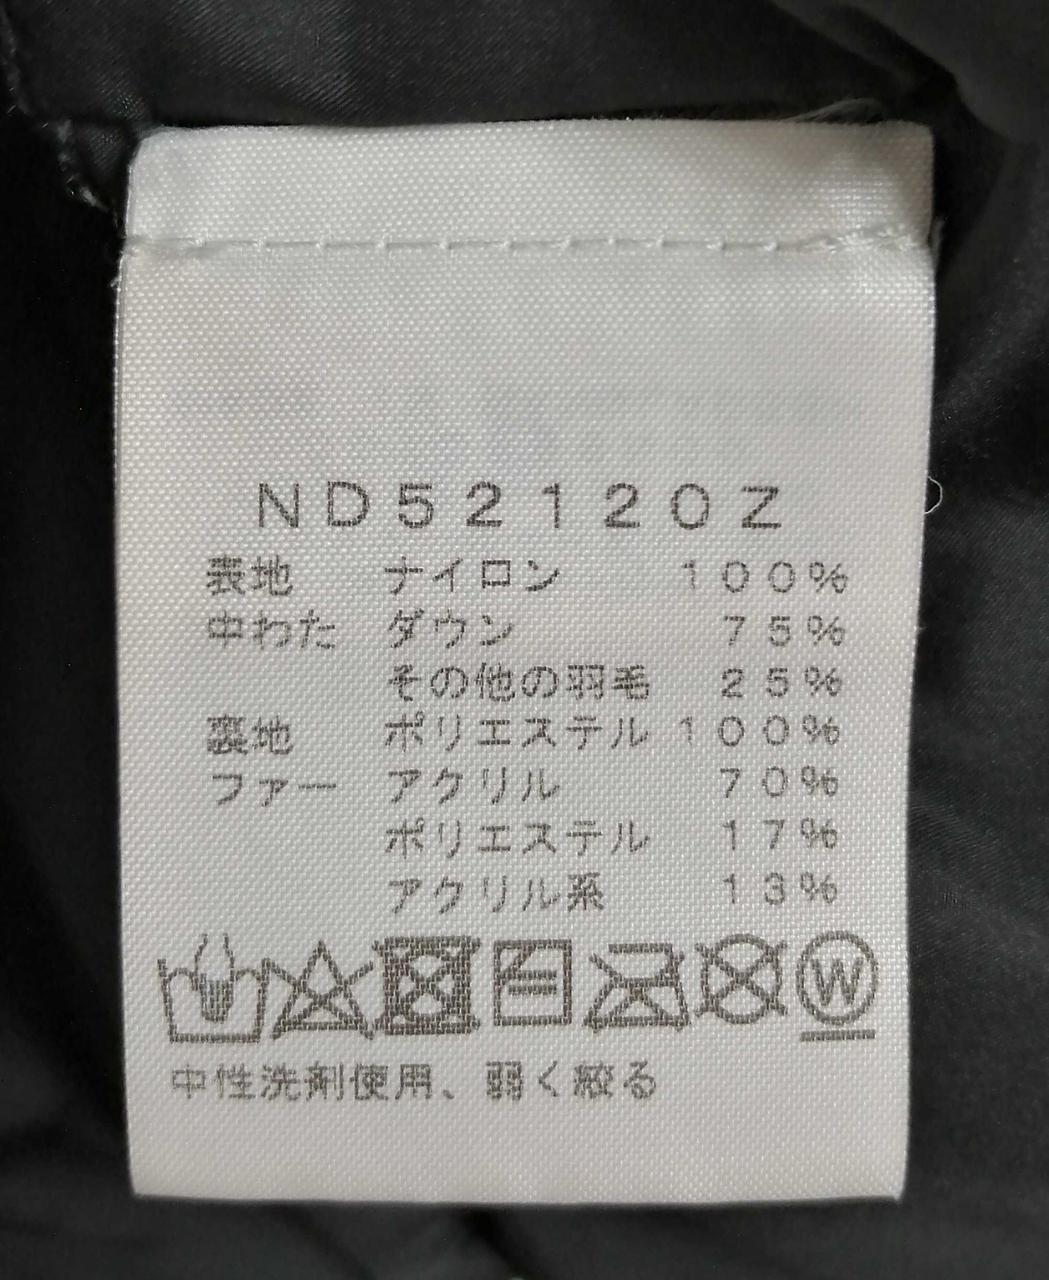 ND52120Z
表地 ナイロン 100%
中わた ダウン 75%
その他の羽毛 25%
裏地 ポリエステル 100%
ファー アクリル 70%
ポリエステル 17%
アクリル系 13%
W
中性洗剤使用、弱く絞る